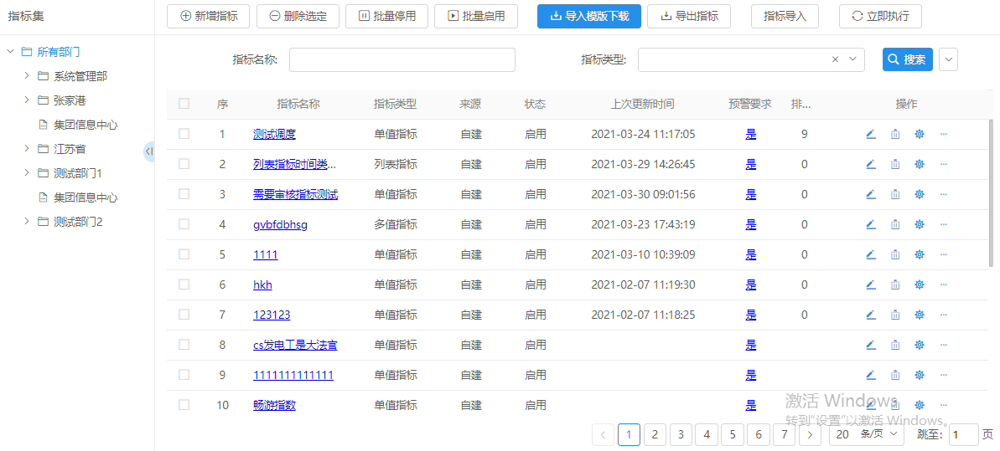 指标集
新增指标 删除选定 批量停用 批量启用 导入模版下载 导出指标 指标导入 立即执行
所有部门
系统管理部
张家港
集团信息中心
江苏省
测试部门1
集团信息中心
测试部门2
指标名称: 指标类型: 搜索
序 指标名称 指标类型 来源 状态 上次更新时间 预警要求 排... 操作
1 测试调度 单值指标 自建 启用 2021-03-24 11:17:05 是 9
2 列表指标时间类... 列表指标 自建 启用 2021-03-29 14:26:45 是 0
3 需要审核指标测试 单值指标 自建 启用 2021-03-30 09:01:56 是 0
4 gvbfdbhsg 多值指标 自建 启用 2021-03-23 17:43:19 是 0
5 1111 单值指标 自建 启用 2021-03-10 10:39:09 是 0
6 hkh 单值指标 自建 启用 2021-02-07 11:19:30 是 0
7 123123 单值指标 自建 启用 2021-02-07 11:18:25 是 0
8 cs发电工是大法官 单值指标 自建 启用 是
9 1111111111111 单值指标 自建 启用 是
10 畅游指数 单值指标 自建 启用 是
激活 Windows
转到"设置"以激活 Windows。
1 2 3 4 5 6 7 20 条/页 跳至: 1 页